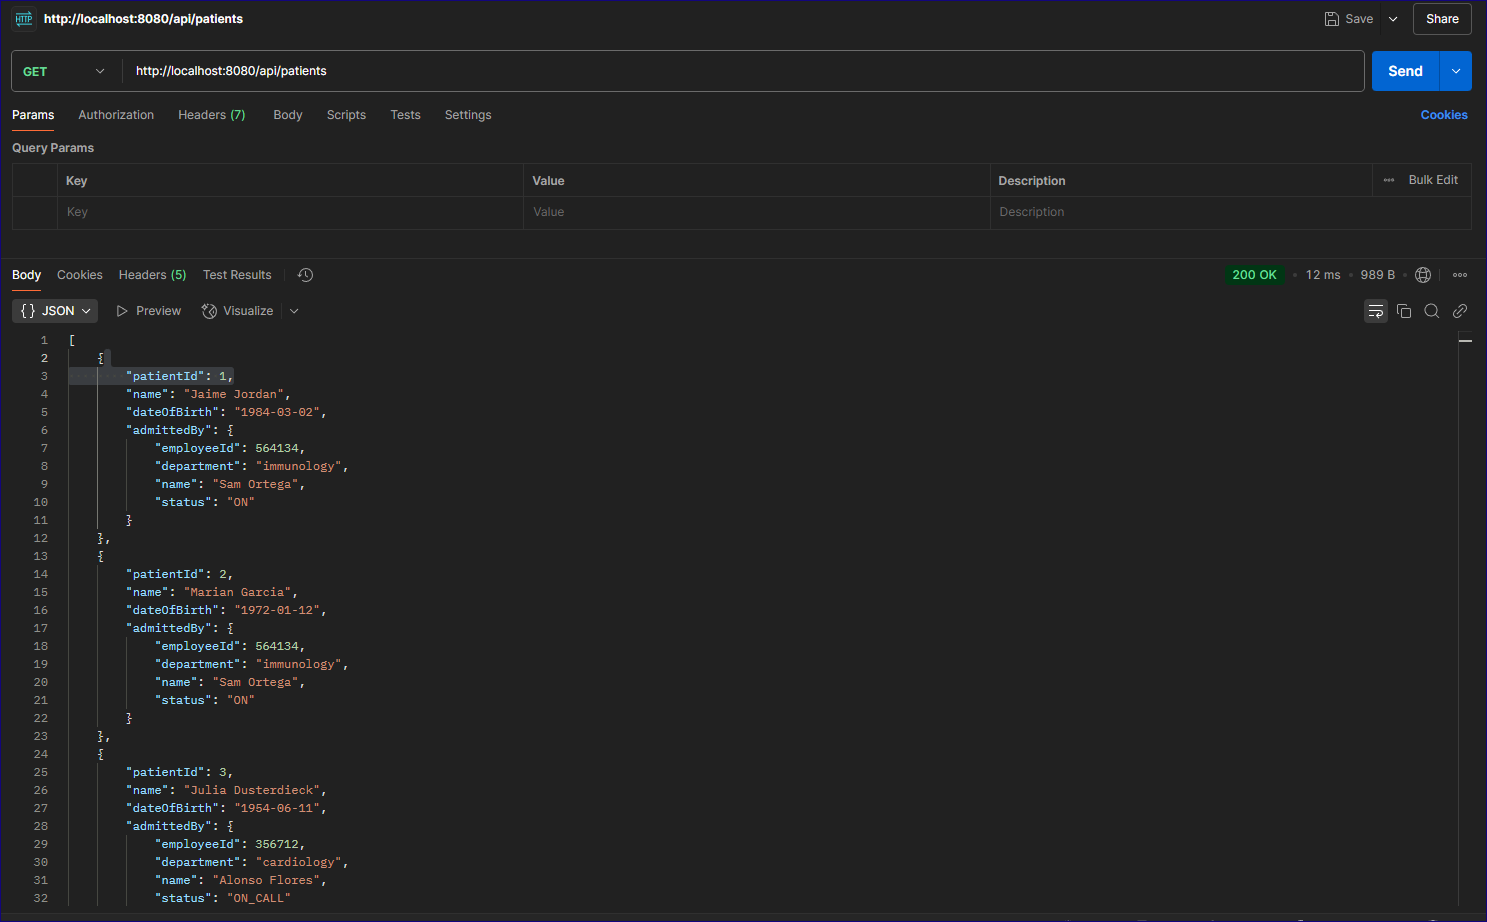 HTTP http://localhost:8080/api/patients Save Share
GET http://localhost:8080/api/patients Send
Params Authorization Headers (7) Body Scripts Tests Settings Cookies
Query Params
Key Value Description Bulk Edit
Key Value Description
Body Cookies Headers (5) Test Results 200 OK 12 ms 989 B
{} JSON Preview Visualize
1 [
2 {
3 "patientId": 1,
4 "name": "Jaime Jordan",
5 "dateOfBirth": "1984-03-02",
6 "admittedBy": {
7 "employeeId": 564134,
8 "department": "immunology",
9 "name": "Sam Ortega",
10 "status": "ON"
11 }
12 },
13 {
14 "patientId": 2,
15 "name": "Marian Garcia",
16 "dateOfBirth": "1972-01-12",
17 "admittedBy": {
18 "employeeId": 564134,
19 "department": "immunology",
20 "name": "Sam Ortega",
21 "status": "ON"
22 }
23 },
24 {
25 "patientId": 3,
26 "name": "Julia Dusterdieck",
27 "dateOfBirth": "1954-06-11",
28 "admittedBy": {
29 "employeeId": 356712,
30 "department": "cardiology",
31 "name": "Alonso Flores",
32 "status": "ON_CALL"